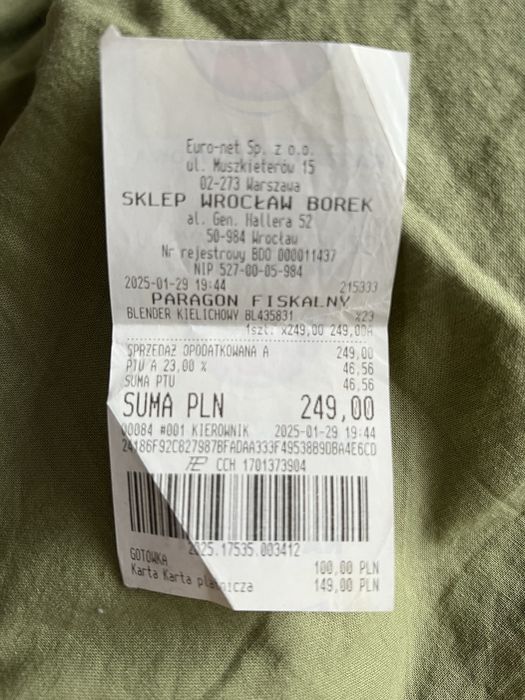 Euro-net Sp. z o.o.
ul. Muszkieterów 15
02-273 Warszawa
SKLEP WROCŁAW BOREK
al. Gen. Hallera 52
50-984 Wrocław
Nr rejestrowy BDO 000011437
NIP 527-00-05-984
2025-01-29 19:44 215333
PARAGON FISKALNY
BLENDER KIELICHOWY BL435831 x23
1szt. x249,00 249,00A
SPRZEDAŻ OPODATKOWANA A 249,00
PTU A 23,00 % 46,56
SUMA PTU 46,56
SUMA PLN 249,00
00084 #001 KIEROWNIK 2025-01-29 19:44
24186F92C827987BFADAA333F49538B9DBA4E6CD
CCH 1701373904
2025.17535.003412
GOTÓWKA 100,00 PLN
Karta Karta płatnicza 149,00 PLN